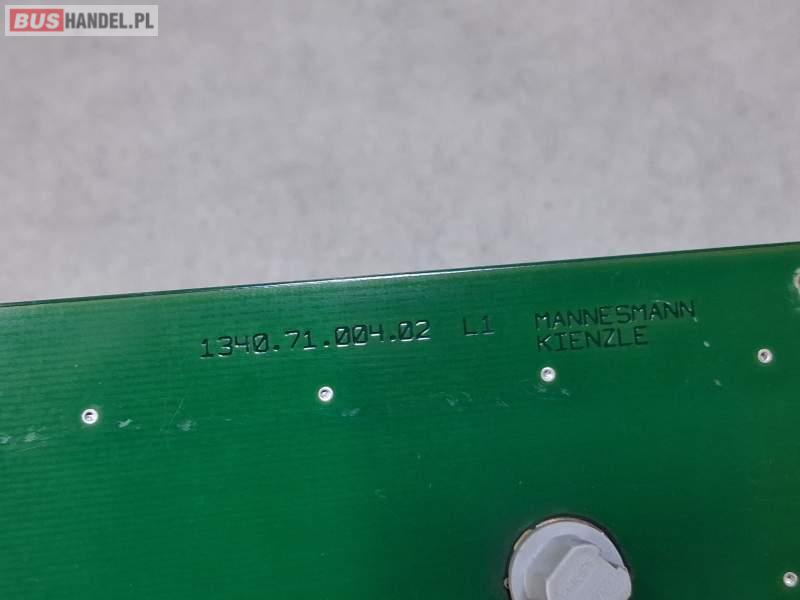 BUSHANDEL.PL
1340.71.004.02 L1 MANNESMANN
KIENZLE